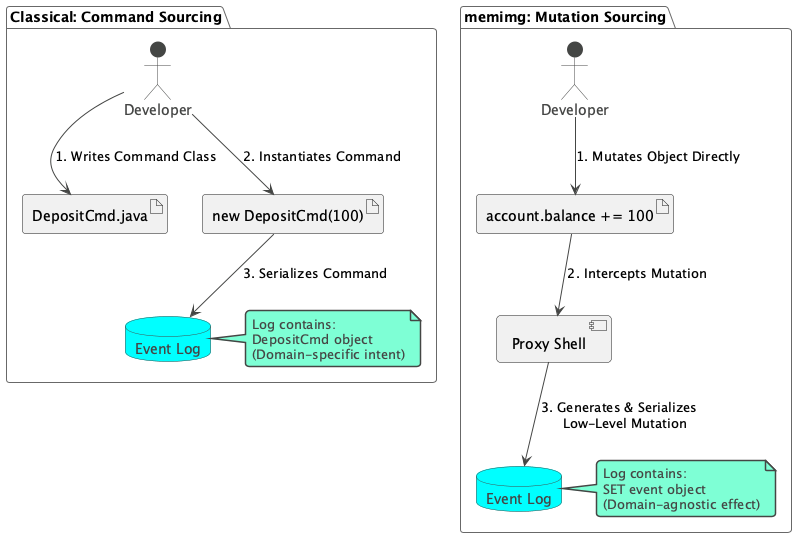 Classical: Command Sourcing
Developer
1. Writes Command Class
2. Instantiates Command
DepositCmd.java
new DepositCmd(100)
3. Serializes Command
Event Log
Log contains:
DepositCmd object
(Domain-specific intent)
memimg: Mutation Sourcing
Developer
1. Mutates Object Directly
account.balance += 100
2. Intercepts Mutation
Proxy Shell
3. Generates & Serializes
Low-Level Mutation
Event Log
Log contains:
SET event object
(Domain-agnostic effect)